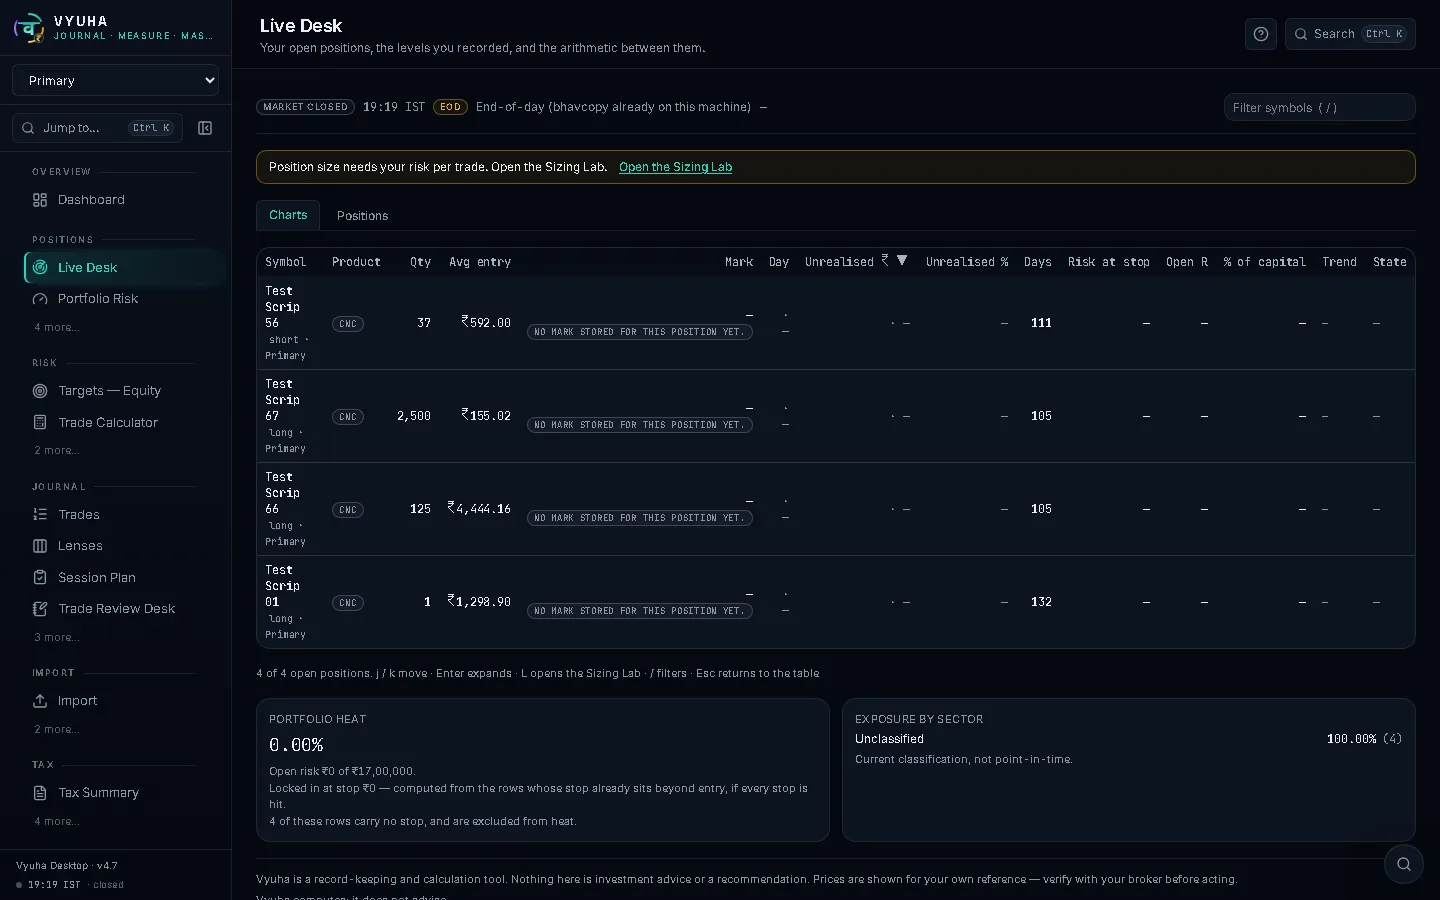 VYUHA
JOURNAL · MEASURE · MAS...
Primary
Jump to... Ctrl K
OVERVIEW
Dashboard
POSITIONS
Live Desk
Portfolio Risk
4 more...
RISK
Targets — Equity
Trade Calculator
2 more...
JOURNAL
Trades
Lenses
Session Plan
Trade Review Desk
3 more...
IMPORT
Import
2 more...
TAX
Tax Summary
4 more...
Vyuha Desktop · v4.7
19:19 IST · closed
Live Desk
Your open positions, the levels you recorded, and the arithmetic between them.
Search Ctrl K
MARKET CLOSED 19:19 IST EOD End-of-day (bhavcopy already on this machine) —
Filter symbols ( / )
Position size needs your risk per trade. Open the Sizing Lab. Open the Sizing Lab
Charts Positions
Symbol Product Qty Avg entry Mark Day Unrealised ₹ ▼ Unrealised % Days Risk at stop Open R % of capital Trend State
Test Scrip 56 short · Primary CNC 37 ₹592.00 — NO MARK STORED FOR THIS POSITION YET. · — · — — 111 — — — — —
Test Scrip 67 long · Primary CNC 2,500 ₹155.02 — NO MARK STORED FOR THIS POSITION YET. · — · — — 105 — — — — —
Test Scrip 66 long · Primary CNC 125 ₹4,444.16 — NO MARK STORED FOR THIS POSITION YET. · — · — — 105 — — — — —
Test Scrip 01 long · Primary CNC 1 ₹1,298.90 — NO MARK STORED FOR THIS POSITION YET. · — · — — 132 — — — — —
4 of 4 open positions. j / k move · Enter expands · L opens the Sizing Lab · / filters · Esc returns to the table
PORTFOLIO HEAT
0.00%
Open risk ₹0 of ₹17,00,000.
Locked in at stop ₹0 — computed from the rows whose stop already sits beyond entry, if every stop is
hit.
4 of these rows carry no stop, and are excluded from heat.
EXPOSURE BY SECTOR
Unclassified 100.00% (4)
Current classification, not point-in-time.
Vyuha is a record-keeping and calculation tool. Nothing here is investment advice or a recommendation. Prices are shown for your own reference — verify with your broker before acting.
Vyuha computes; it does not advise.